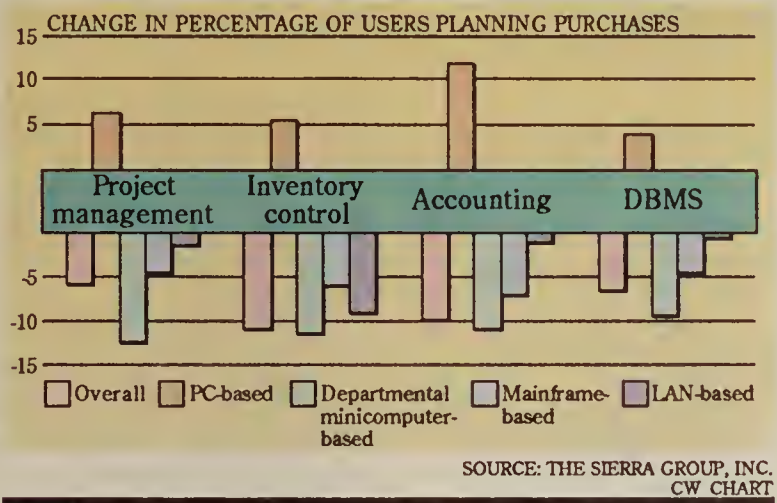 CHANGE IN PERCENTAGE OF USERS PLANNING PURCHASES
15
10
5
Project management
Inventory control
Accounting
DBMS
-5
-10
-15
Overall
PC-based
Departmental minicomputer-based
Mainframe-based
LAN-based
SOURCE: THE SIERRA GROUP, INC.
CW CHART